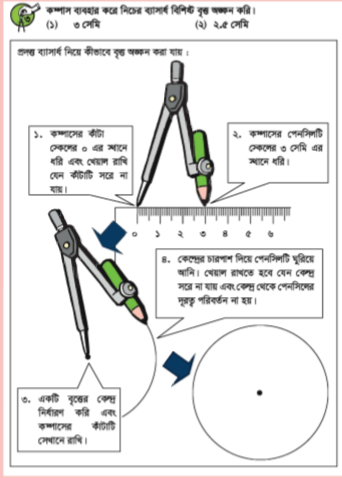 কম্পাস ব্যবহার করে নিচের ব্যাসার্ধ বিশিষ্ট বৃত্ত অঙ্কন করি।
(১) ৩ সেমি (২) ২.৫ সেমি
প্রদত্ত ব্যাসার্ধ নিয়ে কীভাবে বৃত্ত অঙ্কন করা যায় :
১. কম্পাসের কাঁটা
স্কেলের ০ এর স্থানে
ধরি এবং খেয়াল রাখি
যেন কাঁটাটি সরে না
যায়।
২. কম্পাসের পেনসিলটি
স্কেলের ৩ সেমি এর
স্থানে ধরি।
০ ১ ২ ৩ ৪ ৫ ৬
৪. কেন্দ্রের চারপাশ দিয়ে পেনসিলটি ঘুরিয়ে
আনি। খেয়াল রাখতে হবে যেন কেন্দ্র
সরে না যায় এবং কেন্দ্র থেকে পেনসিলের
দূরত্ব পরিবর্তন না হয়।
৩. একটি বৃত্তের কেন্দ্র
নির্ধারণ করি এবং
কম্পাসের কাঁটাটি
সেখানে রাখি।